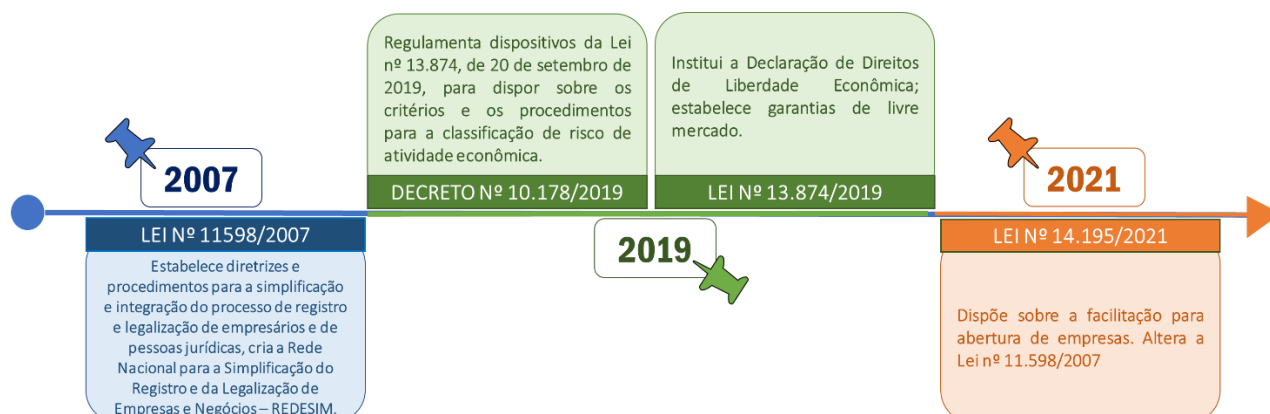 2007
LEI Nº 11598/2007
Estabelece diretrizes e
procedimentos para a simplificação
e integração do processo de registro
e legalização de empresários e de
pessoas jurídicas, cria a Rede
Nacional para a Simplificação do
Registro e da Legalização de
Empresas e Negócios – REDESIM.
Regulamenta dispositivos da Lei
nº 13.874, de 20 de setembro de
2019, para dispor sobre os
critérios e os procedimentos
para a classificação de risco de
atividade econômica.
DECRETO Nº 10.178/2019
Institui a Declaração de Direitos
de Liberdade Econômica;
estabelece garantias de livre
mercado.
LEI Nº 13.874/2019
2019
2021
LEI Nº 14.195/2021
Dispõe sobre a facilitação para
abertura de empresas. Altera a
Lei nº 11.598/2007